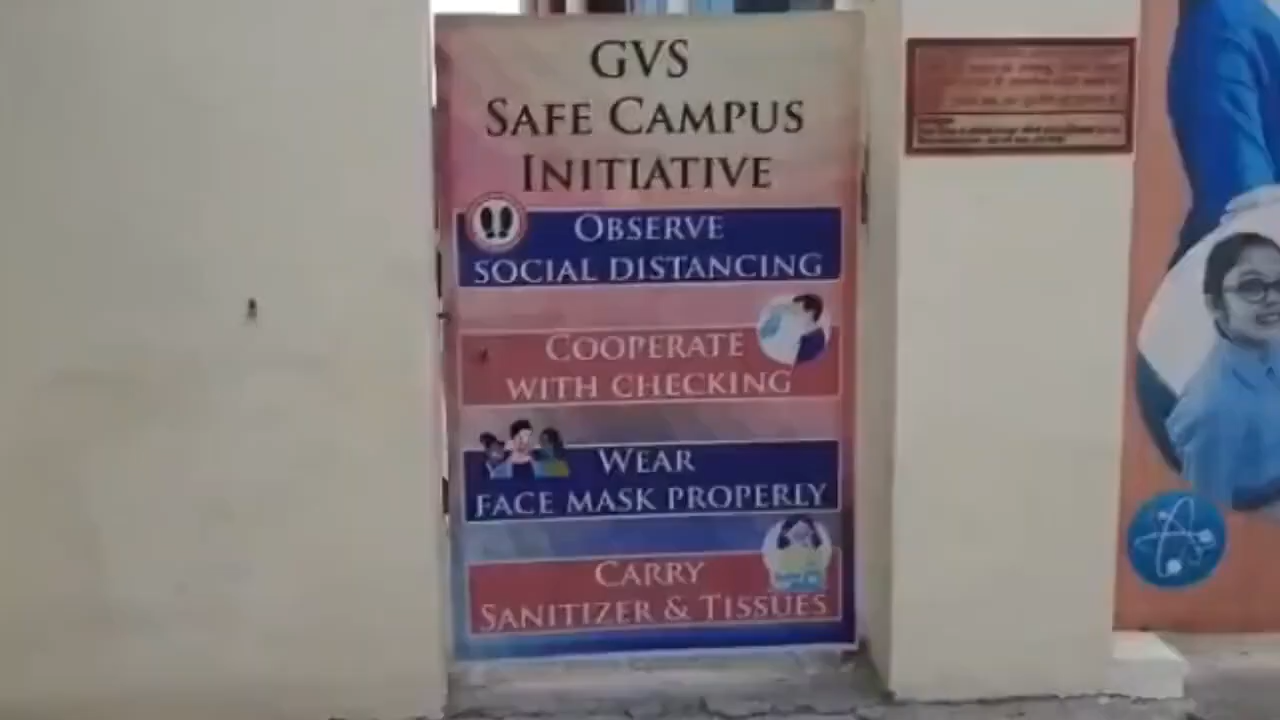 GVS
SAFE CAMPUS
INITIATIVE
OBSERVE
SOCIAL DISTANCING
COOPERATE
WITH CHECKING
WEAR
FACE MASK PROPERLY
CARRY
SANITIZER & TISSUES